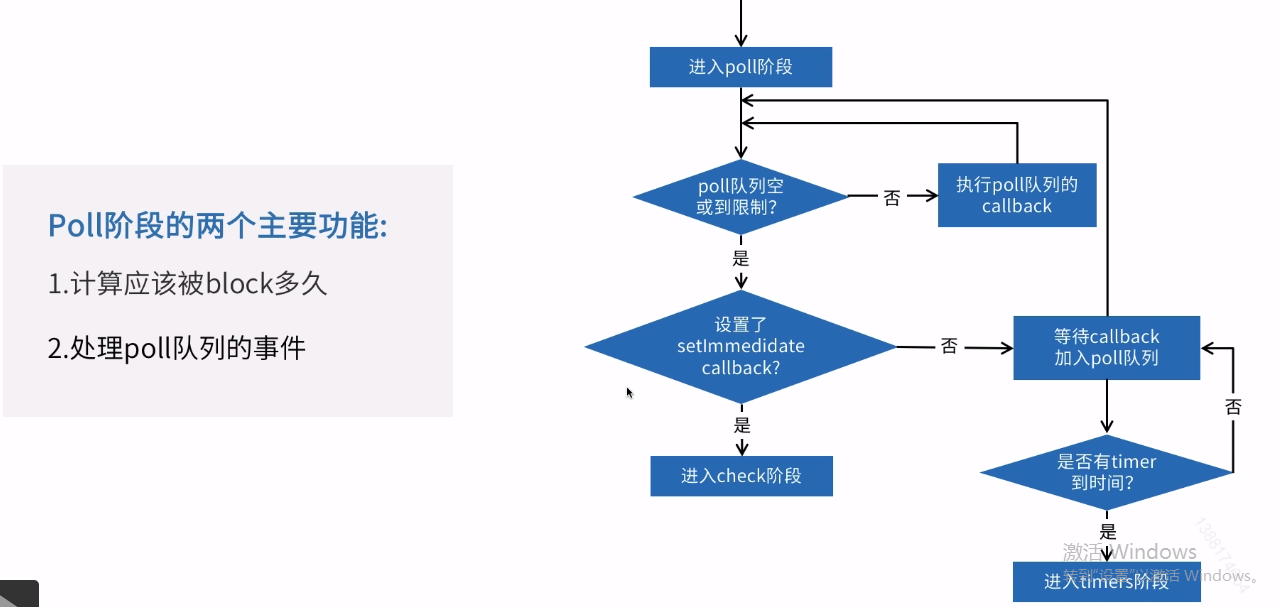 进入poll阶段
poll队列空
或到限制?
否
执行poll队列的
callback
Poll阶段的两个主要功能:
1.计算应该被block多久
2.处理poll队列的事件
是
设置了
setImmedidate
callback?
否
等待callback
加入poll队列
否
是
进入check阶段
是否有timer
到时间?
是
激活 Windows
转到"设置"以激活 Windows。
进入timers阶段